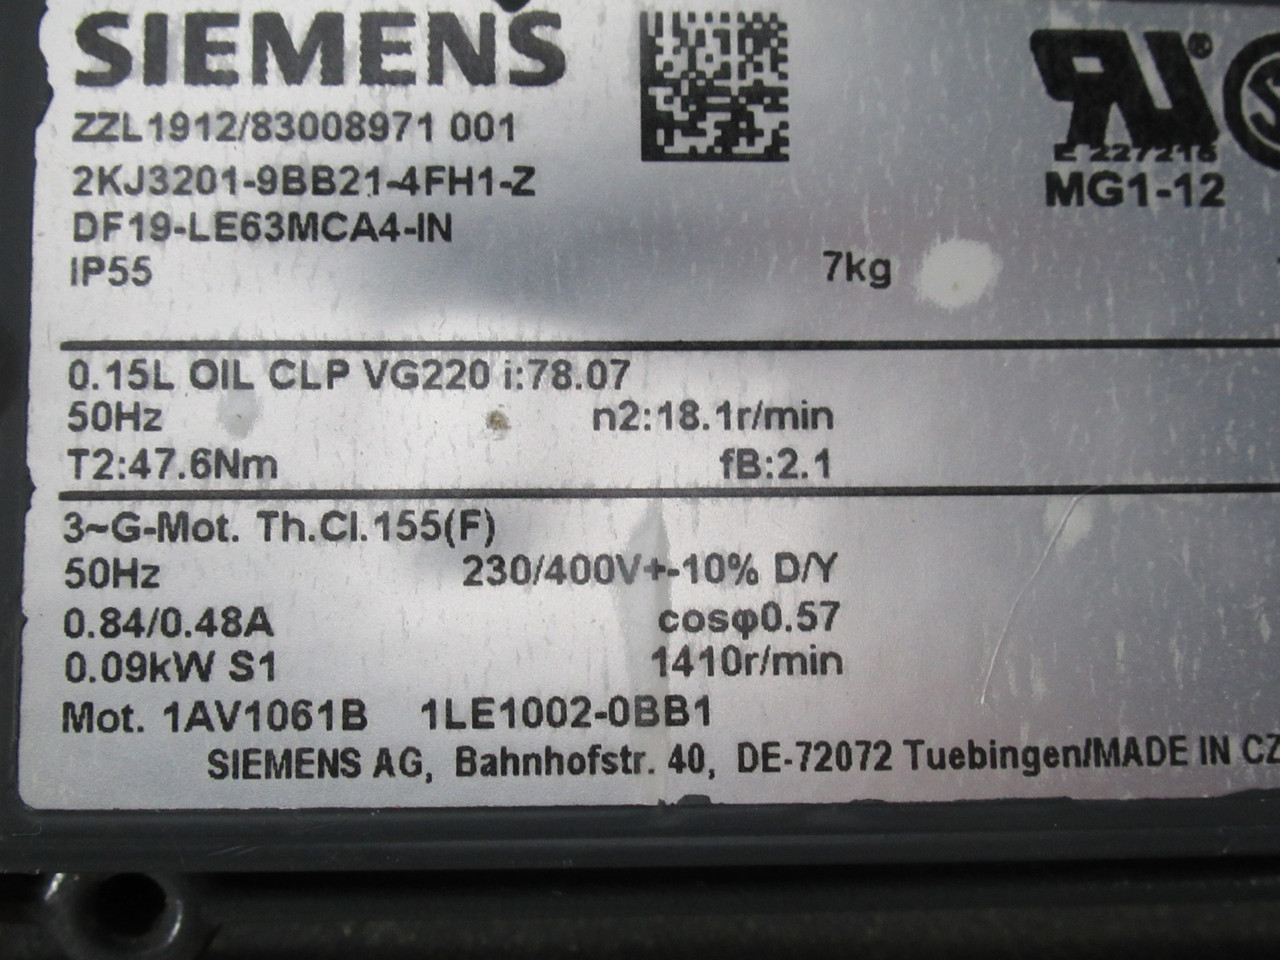 SIEMENS
ZZL1912/83008971 001
2KJ3201-9BB21-4FH1-Z
DF19-LE63MCA4-IN
IP55 7kg
E 227215
MG1-12
0.15L OIL CLP VG220 i:78.07
50Hz n2:18.1r/min
T2:47.6Nm fB:2.1
3~G-Mot. Th.Cl.155(F)
50Hz 230/400V+-10% D/Y
0.84/0.48A cosφ0.57
0.09kW S1 1410r/min
Mot. 1AV1061B 1LE1002-0BB1
SIEMENS AG, Bahnhofstr. 40, DE-72072 Tuebingen/MADE IN CZ